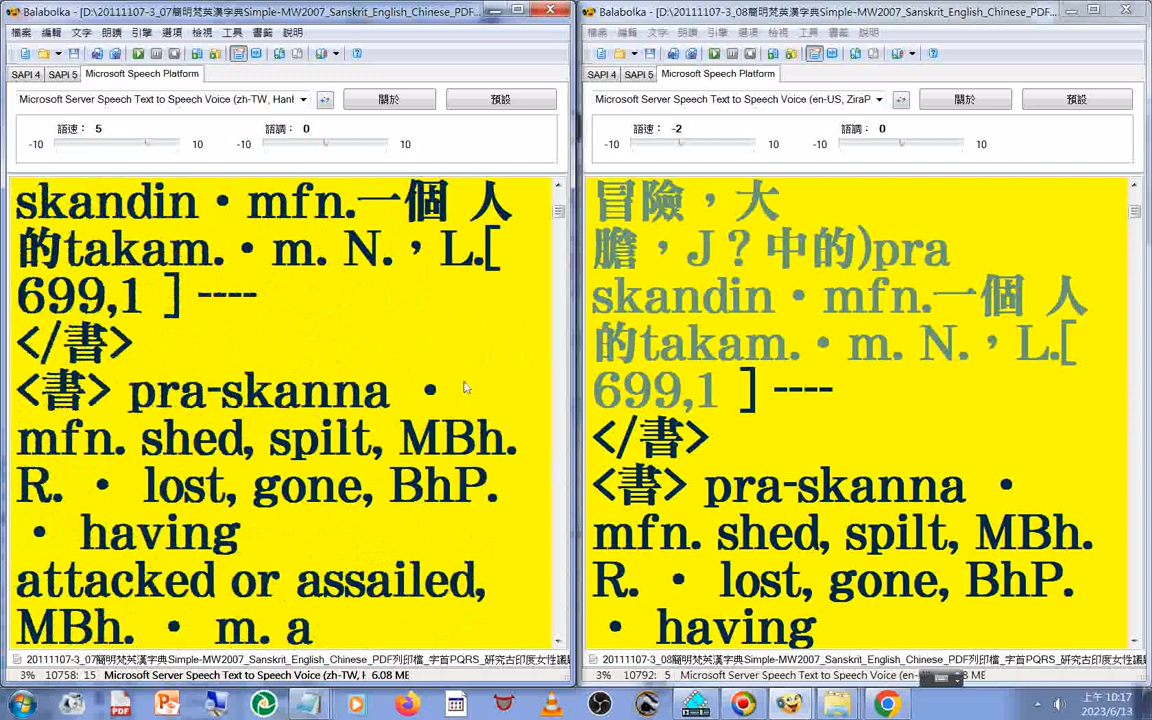 Balabolka - [D:\20111107-3_07簡明梵英漢字典Simple-MW2007_Sanskrit_English_Chinese_PDF...
檔案 編輯 文字 朗讀 引擎 選項 檢視 工具 書籤 說明
SAPI 4 SAPI 5 Microsoft Speech Platform
Microsoft Server Speech Text to Speech Voice (zh-TW, Hanl 關於 預設
語速： 5 語調： 0
-10 10 -10 10
skandin • mfn.一個 人
的takam. • m. N.，L.[
699,1 ] ----
</書>
<書> pra-skanna •
mfn. shed, spilt, MBh.
R. • lost, gone, BhP.
• having
attacked or assailed,
MBh. • m. a
20111107-3_07簡明梵英漢字典Simple-MW2007_Sanskrit_English_Chinese_PDF列印檔_字首PQRS_研究古印度女性議
3% 10758: 15 Microsoft Server Speech Text to Speech Voice (zh-TW, H 6.08 MB
Balabolka - [D:\20111107-3_08簡明梵英漢字典Simple-MW2007_Sanskrit_English_Chinese_PDF...
檔案 編輯 文字 朗讀 引擎 選項 檢視 工具 書籤 說明
SAPI 4 SAPI 5 Microsoft Speech Platform
Microsoft Server Speech Text to Speech Voice (en-US, ZiraP 關於 預設
語速： -2 語調： 0
-10 10 -10 10
冒險，大
膽，J？中的)pra
skandin • mfn.一個 人
的takam. • m. N.，L.[
699,1 ] ----
</書>
<書> pra-skanna •
mfn. shed, spilt, MBh.
R. • lost, gone, BhP.
• having
20111107-3_08簡明梵英漢字典Simple-MW2007_Sanskrit_English_Chinese_PDF列印檔_字首PQRS_研究古印度女性議
3% 10792: 5 Microsoft Server Speech Text to Speech Voice (en- MB
上午 10:17
2023/6/13